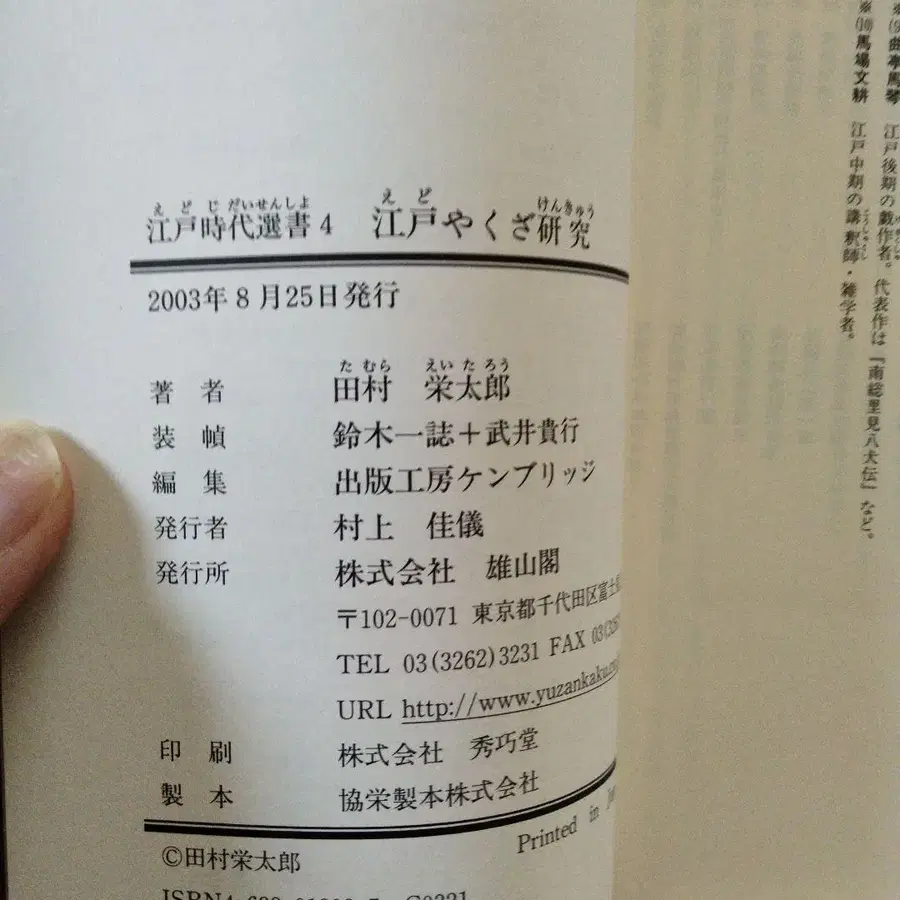 江戸時代選書4 江戸やくざ研究
2003年8月25日発行
著者 田村 栄太郎
装幀 鈴木一誌＋武井貴行
編集 出版工房ケンブリッジ
発行者 村上 佳儀
発行所 株式会社 雄山閣
〒102-0071 東京都千代田区富士
TEL 03(3262)3231 FAX 03(
URL http://www.yuzankaku.
印刷 株式会社 秀巧堂
製本 協栄製本株式会社
Printed in
©田村栄太郎
曲亭馬琴 江戸後期の戯作者。代表作は『南総里見八犬伝』など。
※⑽馬場文耕 江戸中期の講釈師・雑学者。